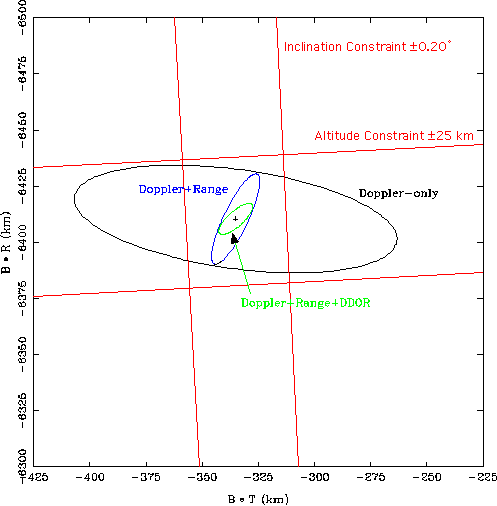 Inclination Constraint ±0.20°
Altitude Constraint ±25 km
Doppler+Range
Doppler-only
Doppler+Range+DDOR
B • R (km)
-6500
-6475
-6450
-6425
-6400
-6375
-6350
-6325
-6300
-425
-400
-375
-350
-325
-300
-275
-250
-225
B • T (km)